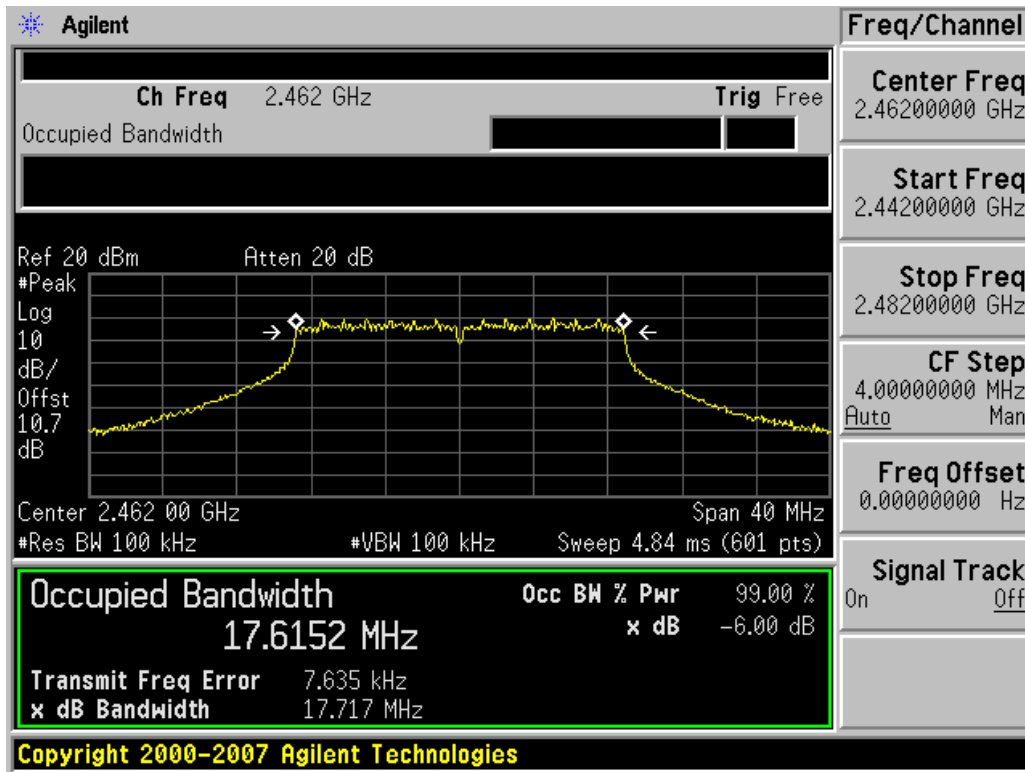 Agilent
Freq/Channel
Ch Freq 2.462 GHz Trig Free
Occupied Bandwidth
Center Freq
2.46200000 GHz
Start Freq
2.44200000 GHz
Stop Freq
2.48200000 GHz
CF Step
4.00000000 MHz
Auto Man
Freq Offset
0.00000000 Hz
Signal Track
On Off
Ref 20 dBm Atten 20 dB
#Peak
Log
10
dB/
Offst
10.7
dB
Center 2.462 00 GHz Span 40 MHz
#Res BW 100 kHz #VBW 100 kHz Sweep 4.84 ms (601 pts)
Occupied Bandwidth Occ BW % Pwr 99.00 %
17.6152 MHz x dB -6.00 dB
Transmit Freq Error 7.635 kHz
x dB Bandwidth 17.717 MHz
Copyright 2000-2007 Agilent Technologies